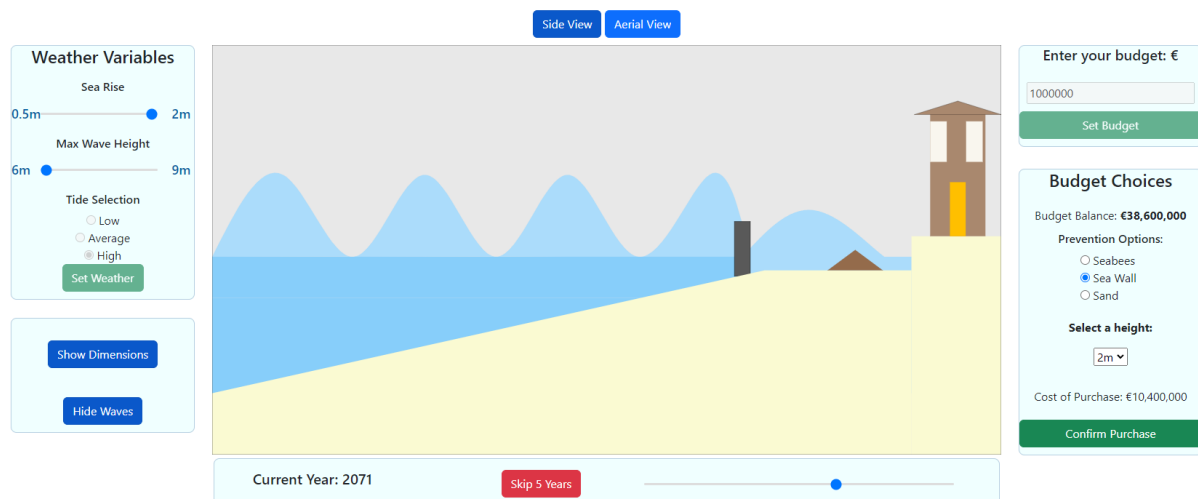 Side View
Aerial View
Weather Variables
Sea Rise
0.5m 2m
Max Wave Height
6m 9m
Tide Selection
Low
Average
High
Set Weather
Show Dimensions
Hide Waves
Enter your budget: €
1000000
Set Budget
Budget Choices
Budget Balance: €38,600,000
Prevention Options:
Seabees
Sea Wall
Sand
Select a height:
2m
Cost of Purchase: €10,400,000
Confirm Purchase
Current Year: 2071
Skip 5 Years